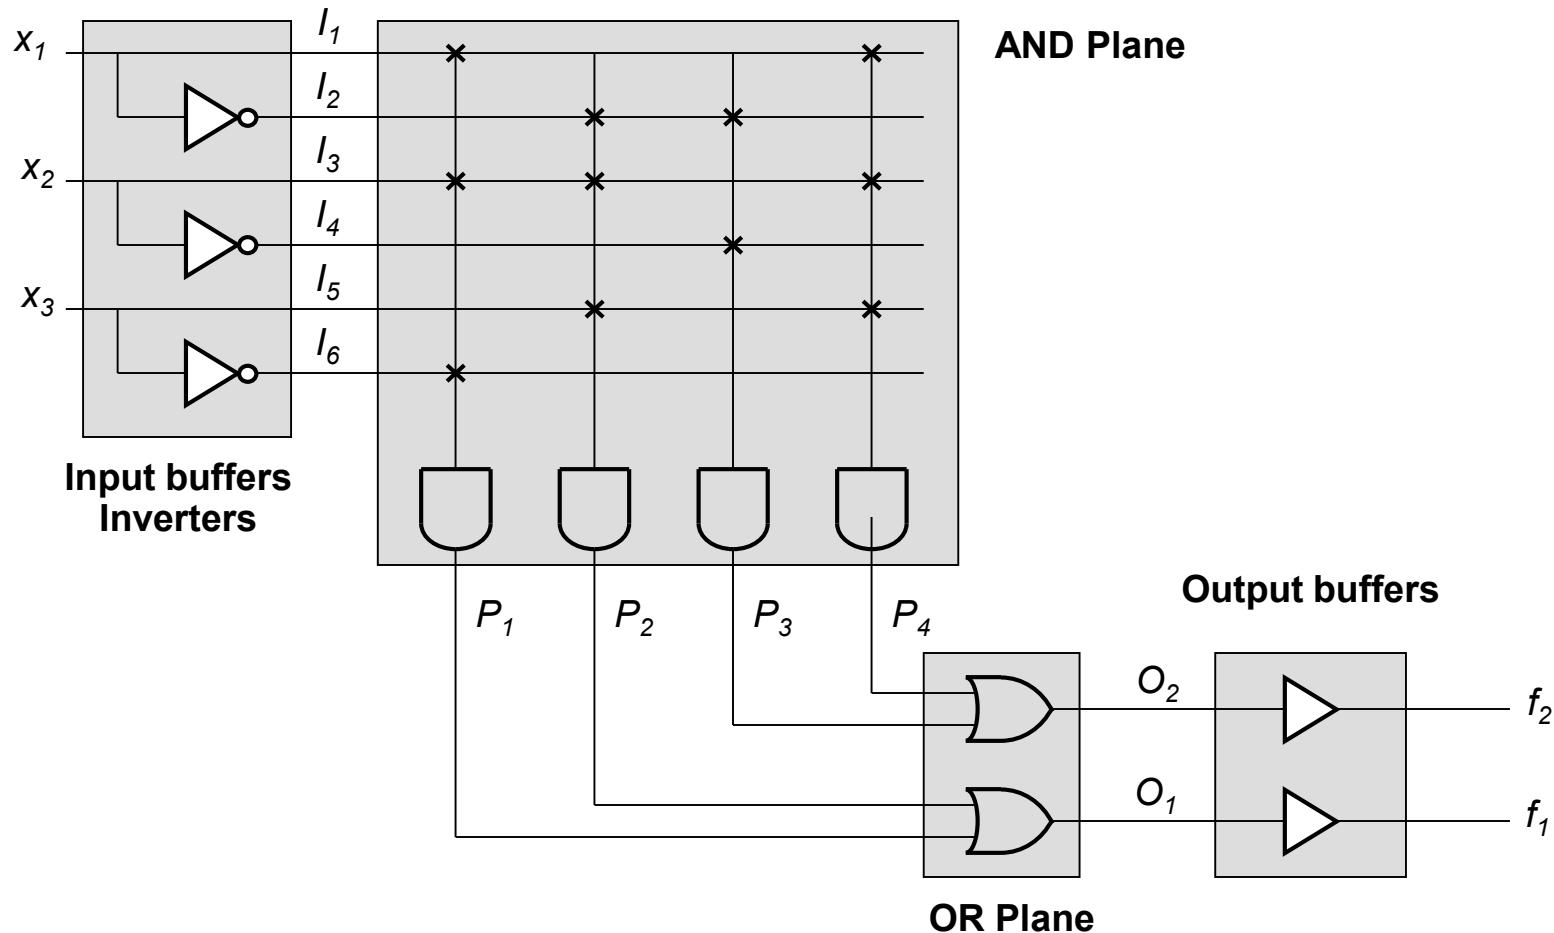 x1
I1
AND Plane
I2
x2
I3
I4
x3
I5
I6
Input buffers
Inverters
P1
P2
P3
P4
Output buffers
O2
f2
O1
f1
OR Plane